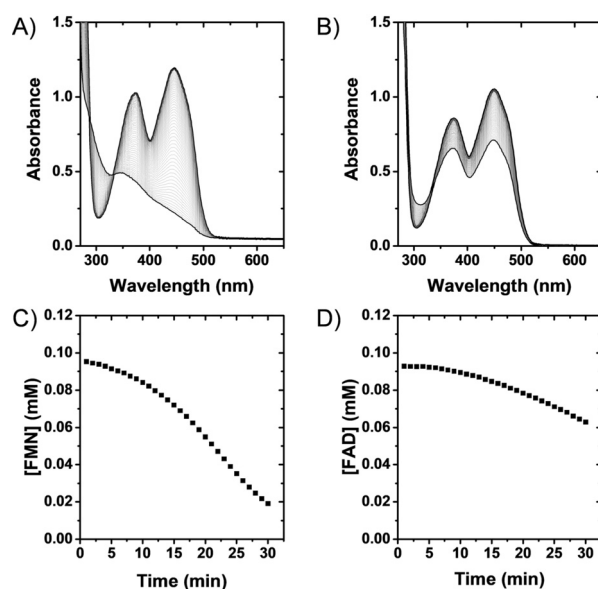 A)
1.5
1.0
0.5
0.0
Absorbance
300 400 500 600
Wavelength (nm)
B)
1.5
1.0
0.5
0.0
Absorbance
300 400 500 600
Wavelength (nm)
C)
0.12
0.10
0.08
0.06
0.04
0.02
0.00
[FMN] (mM)
0 5 10 15 20 25 30
Time (min)
D)
0.12
0.10
0.08
0.06
0.04
0.02
0.00
[FAD] (mM)
0 5 10 15 20 25 30
Time (min)